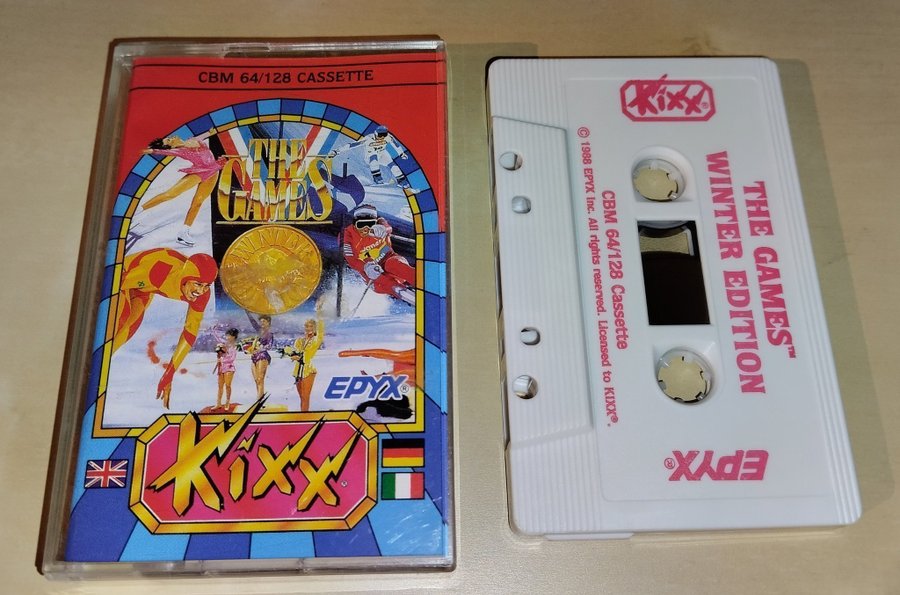 CBM 64/128 CASSETTE
THE
GAMES
EPYX®
Kixx®
Kixx®
THE GAMES™
WINTER EDITION
CBM 64/128 Cassette
© 1988 EPYX Inc. All rights reserved. Licensed to KIXX®.
EPYX®